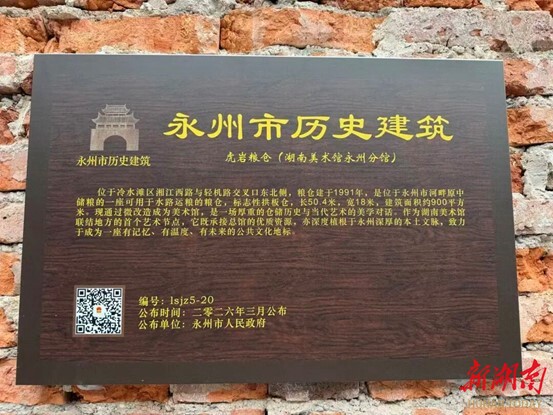 永州市历史建筑
永州市历史建筑
虎岩粮仓（湖南美术馆永州分馆）
位于冷水滩区湘江西路与轻机路交叉口东北侧，粮仓建于1991年，是位于永州市河畔原中
储粮的一座可用于水路运粮的粮仓，标志性拱板仓，长50.4米，宽18米，建筑面积约900平方
米。现通过微改造成为美术馆，是一场厚重的仓储历史与当代艺术的美学对话。作为湖南美术馆
联结地方的首个艺术节点，它既承接总馆的优质资源，亦深度植根于永州深厚的本土文脉，致力
于成为一座有记忆、有温度、有未来的公共文化地标。
编号：lsjz5-20
公布时间：二零二六年三月公布
公布单位：永州市人民政府
新湖南